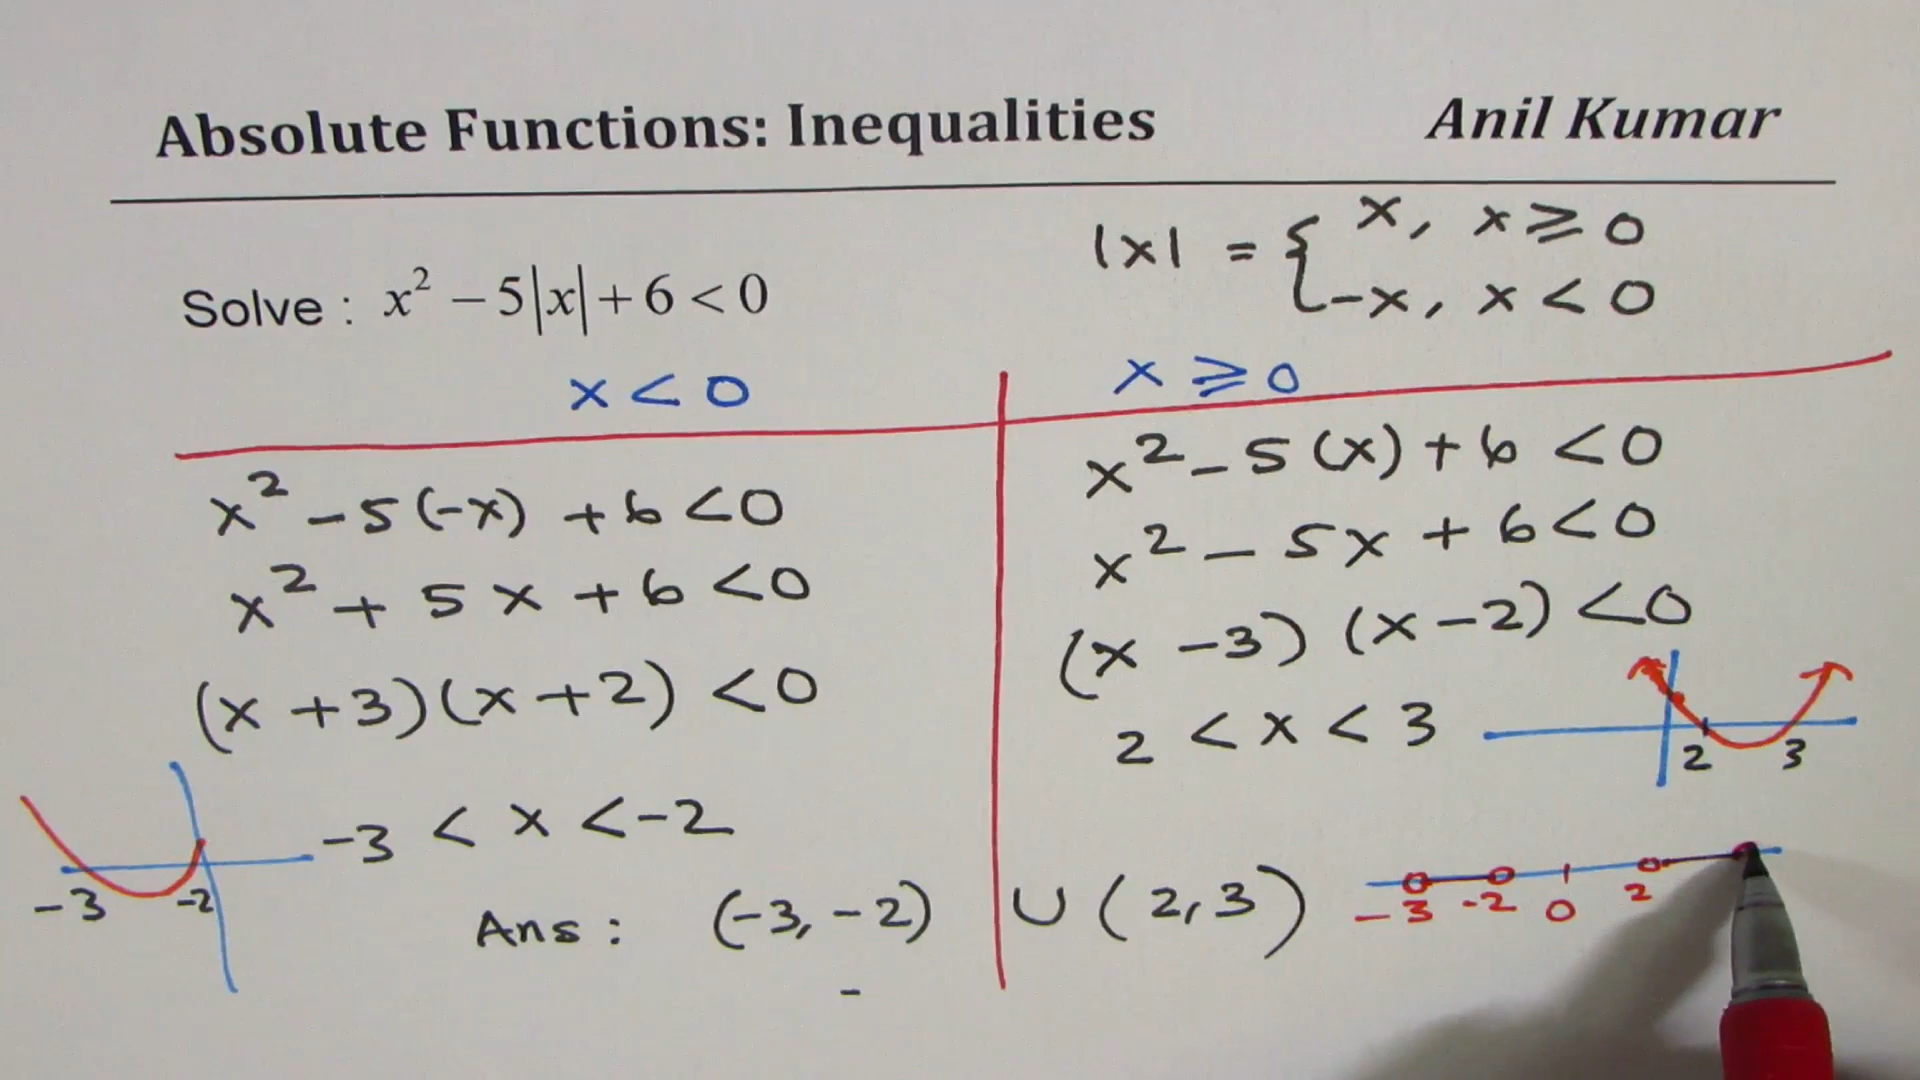 Absolute Functions: Inequalities Anil Kumar
Solve : x² − 5|x| + 6 < 0
|x| = { x, x ≥ 0
-x, x < 0
x < 0
x² - 5(-x) + 6 < 0
x² + 5x + 6 < 0
(x + 3)(x + 2) < 0
-3 < x < -2
-3 -2
x ≥ 0
x² - 5(x) + 6 < 0
x² - 5x + 6 < 0
(x - 3)(x - 2) < 0
2 < x < 3
2 3
Ans : (-3, -2) ∪ (2, 3)
-3 -2 0 2